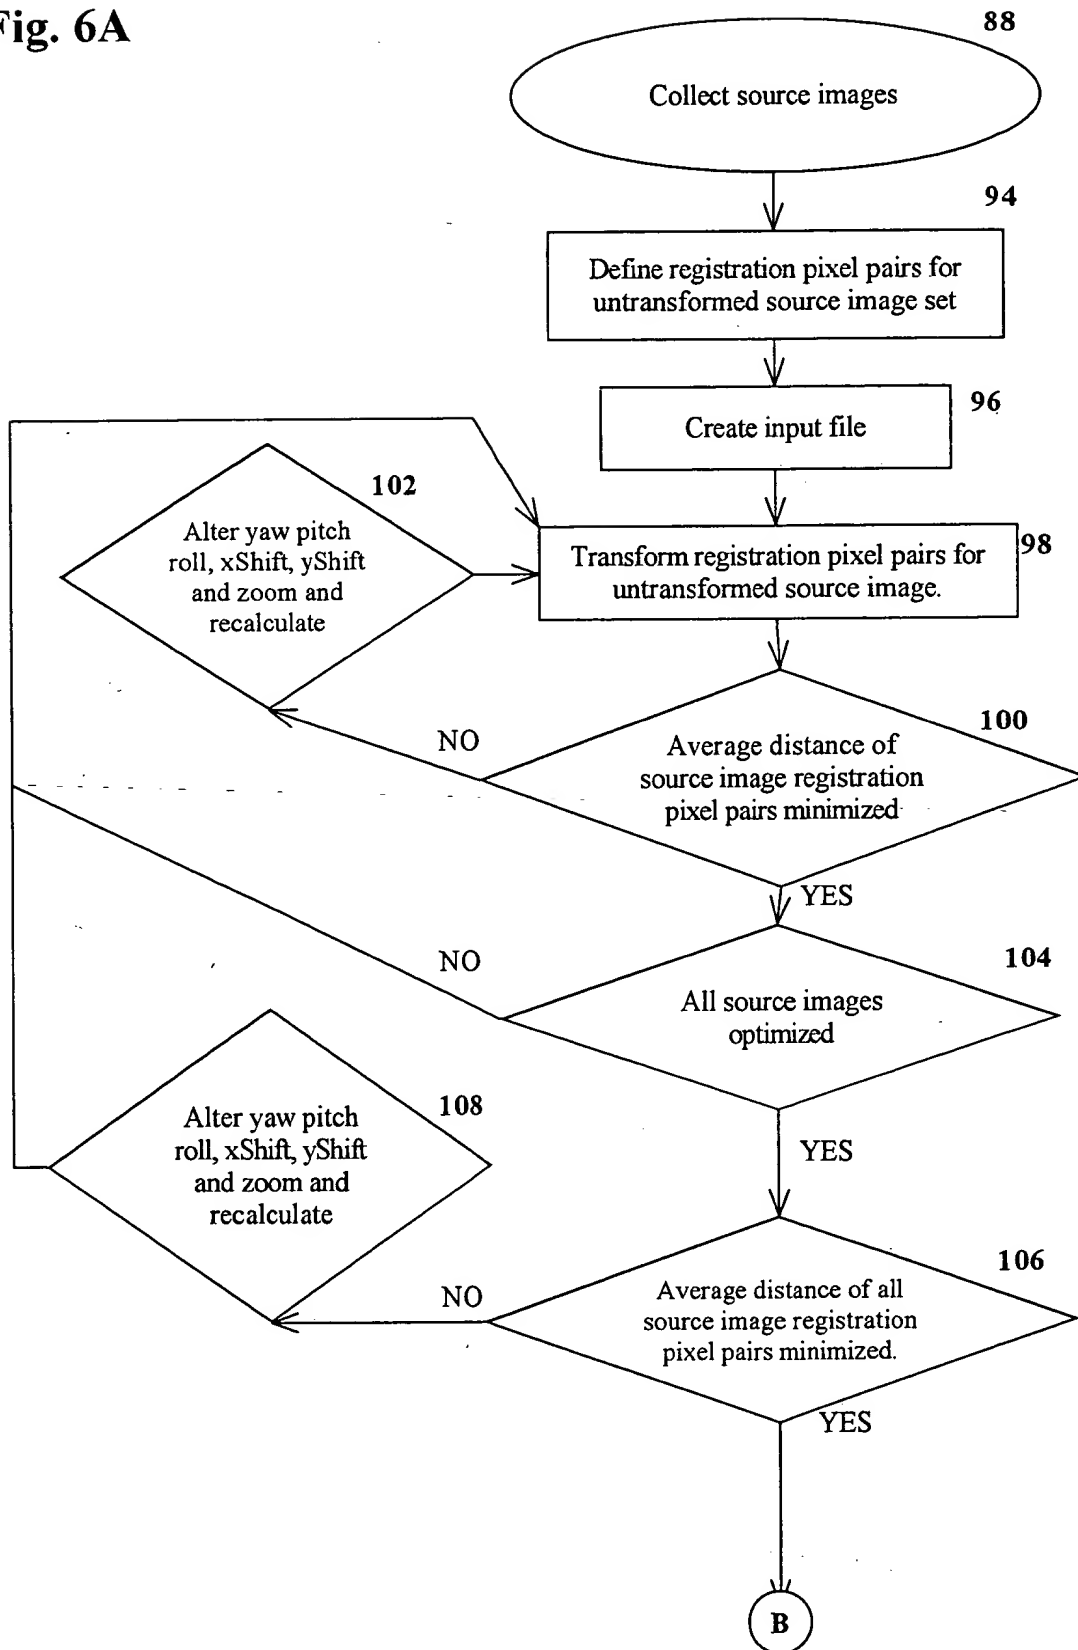 Fig. 6A
88
Collect source images
94
Define registration pixel pairs for
untransformed source image set
96
Create input file
102
Alter yaw pitch
roll, xShift, yShift
and zoom and
recalculate
98
Transform registration pixel pairs for
untransformed source image.
100
NO
Average distance of
source image registration
pixel pairs minimized
YES
NO
104
All source images
optimized
108
Alter yaw pitch
roll, xShift, yShift
and zoom and
recalculate
YES
106
NO
Average distance of all
source image registration
pixel pairs minimized.
YES
B